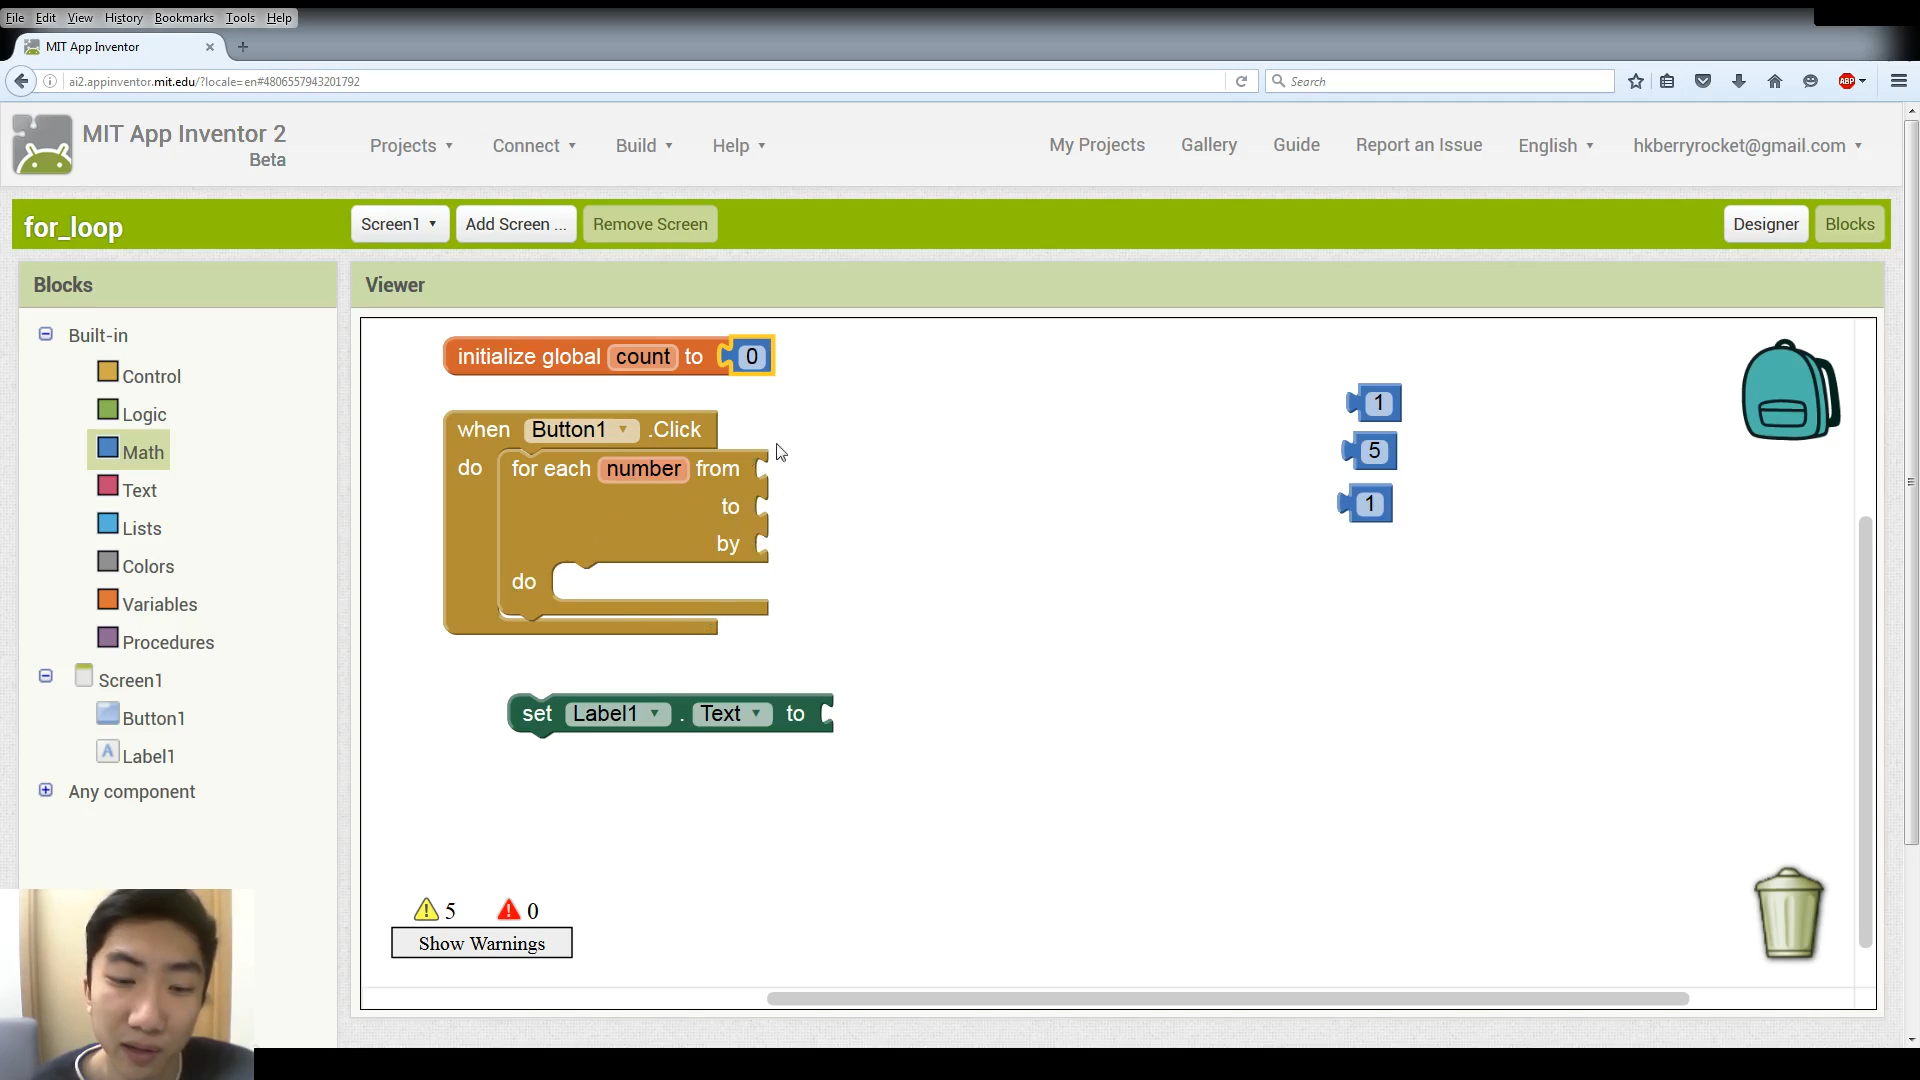 File Edit View History Bookmarks Tools Help
MIT App Inventor
ai2.appinventor.mit.edu/?locale=en#4806557943201792
Search
ABP
MIT App Inventor 2
Beta
Projects Connect Build Help
My Projects Gallery Guide Report an Issue English hkberryrocket@gmail.com
for_loop Screen1 Add Screen ... Remove Screen Designer Blocks
Blocks
Viewer
Built-in
Control
Logic
Math
Text
Lists
Colors
Variables
Procedures
Screen1
Button1
A Label1
Any component
initialize global count to 0
when Button1 .Click
do for each number from
to
by
do
set Label1 . Text to
1
5
1
5 0
Show Warnings